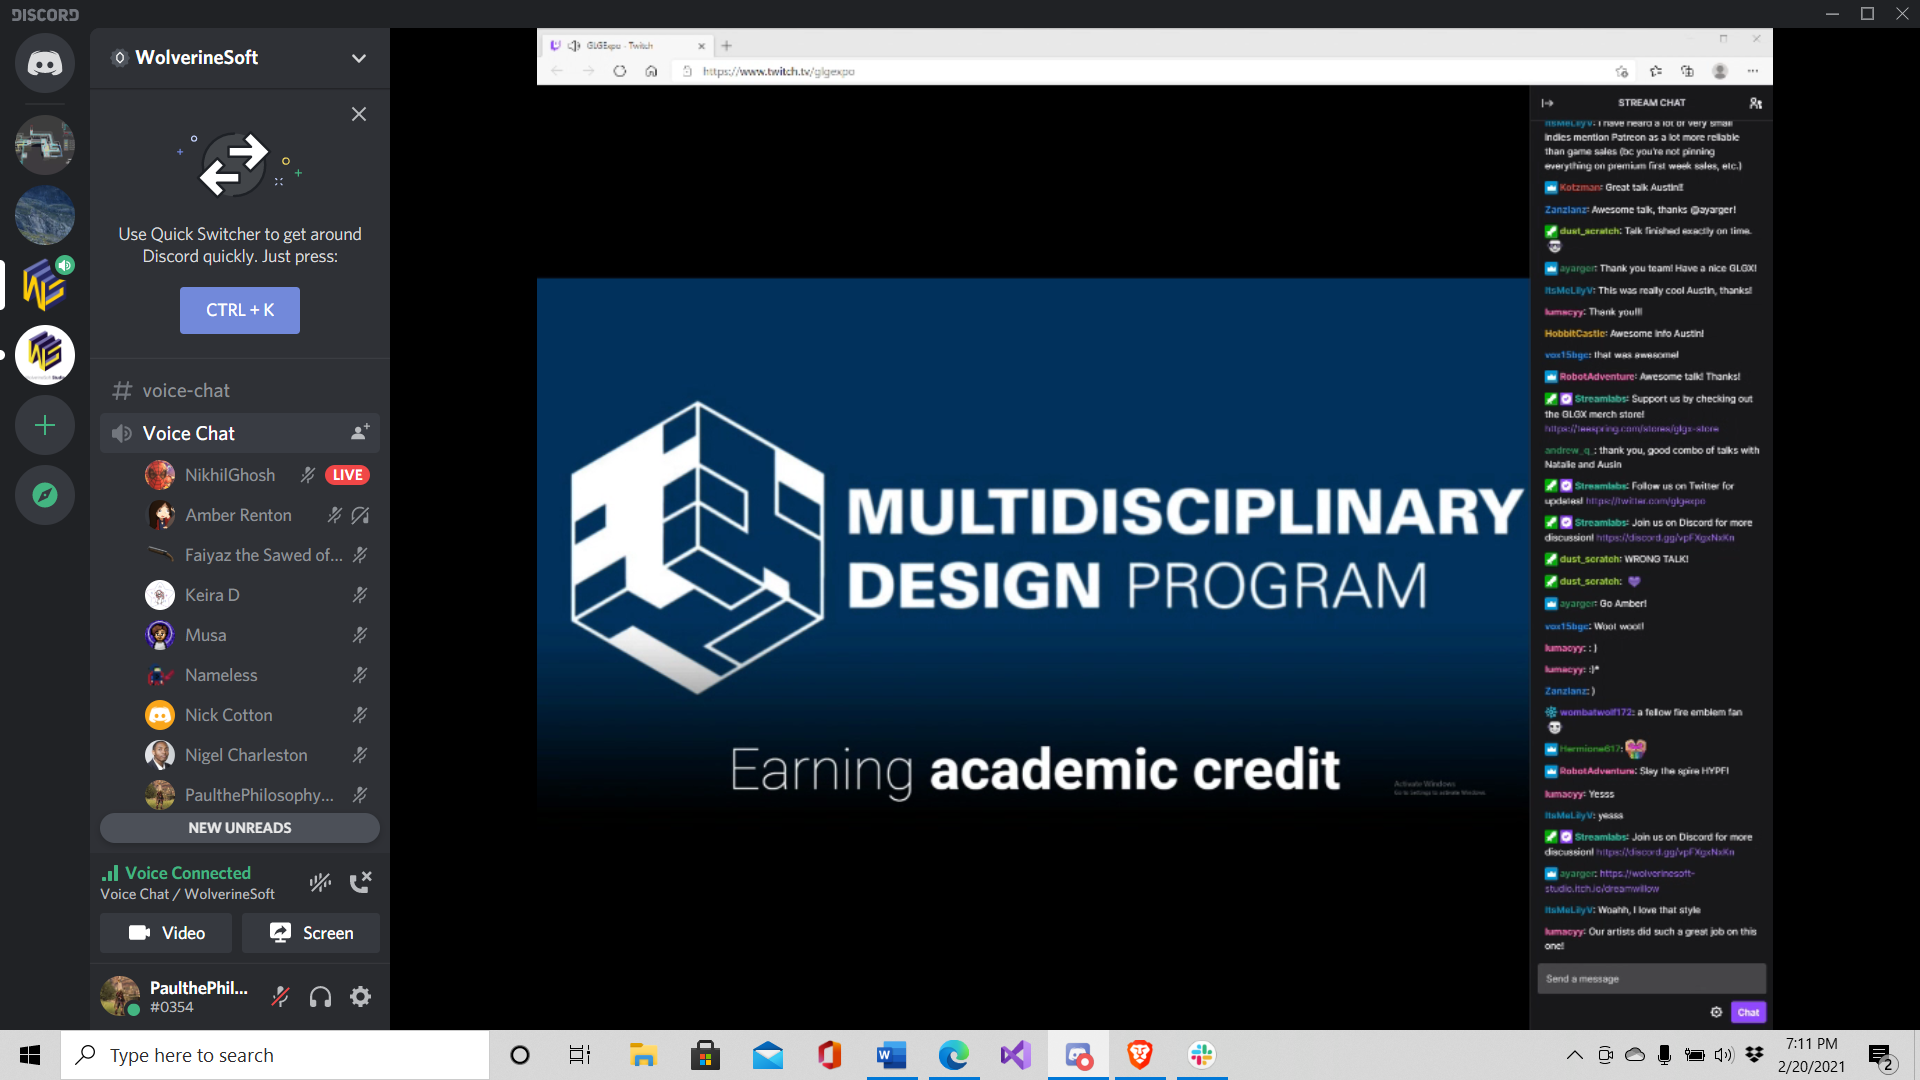 DISCORD
WolverineSoft
Use Quick Switcher to get around
Discord quickly. Just press:
CTRL + K
# voice-chat
Voice Chat
NikhilGhosh LIVE
Amber Renton
Faiyaz the Sawed of...
Keira D
Musa
Nameless
Nick Cotton
Nigel Charleston
PaulthePhilosophy...
NEW UNREADS
Voice Connected
Voice Chat / WolverineSoft
Video Screen
PaulthePhil...
#0354
GLGExpo - Twitch
https://www.twitch.tv/glgexpo
MULTIDISCIPLINARY
DESIGN PROGRAM
Earning academic credit
Activate Windows
Go to Settings to activate Windows
STREAM CHAT
ItsMeLilyV: I have heard a lot of very small
indies mention Patreon as a lot more reliable
than game sales (bc you're not pinning
everything on premium first week sales, etc.)
Kotzman: Great talk Austin!!
Zanzlanz: Awesome talk, thanks @ayarger!
dust_scratch: Talk finished exactly on time.
ayarger: Thank you team! Have a nice GLGX!
ItsMeLilyV: This was really cool Austin, thanks!
lumacyy: Thank you!!!
HobbitCastle: Awesome info Austin!
vox15bgc: that was awesome!
RobotAdventure: Awesome talk! Thanks!
Streamlabs: Support us by checking out
the GLGX merch store!
https://teespring.com/stores/glgx-store
andrew_q_: thank you, good combo of talks with
Natalie and Ausin
Streamlabs: Follow us on Twitter for
updates! https://twitter.com/glgexpo
Streamlabs: Join us on Discord for more
discussion! https://discord.gg/vpFXgxNxKn
dust_scratch: WRONG TALK!
dust_scratch:
ayarger: Go Amber!
vox15bgc: Woot woot!
lumacyy: : )
lumacyy: :)*
Zanzlanz: )
wombatwolf172: a fellow fire emblem fan
Hermione617:
RobotAdventure: Slay the spire HYPE!
lumacyy: Yesss
ItsMeLilyV: yesss
Streamlabs: Join us on Discord for more
discussion! https://discord.gg/vpFXgxNxKn
ayarger: https://wolverinesoft-
studio.itch.io/dreamwillow
ItsMeLilyV: Woahh, I love that style
lumacyy: Our artists did such a great job on this
one!
Send a message
Chat
Type here to search
7:11 PM
2/20/2021
2